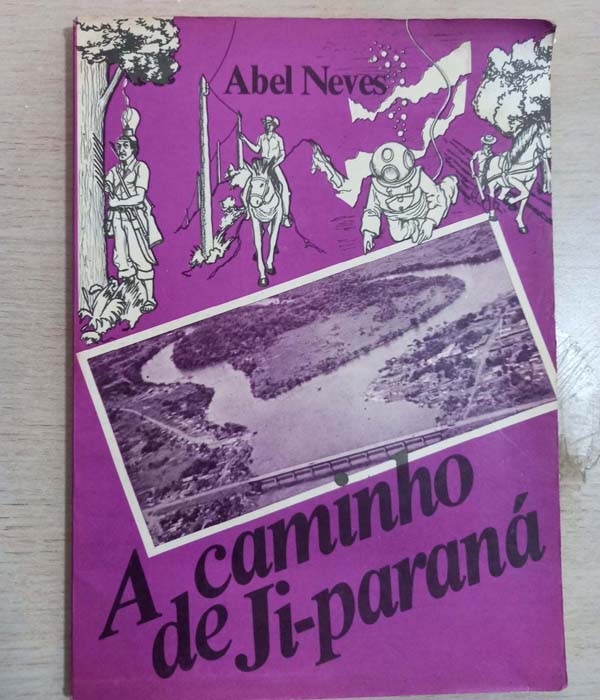 Abel Neves
A caminho
de Ji-paraná